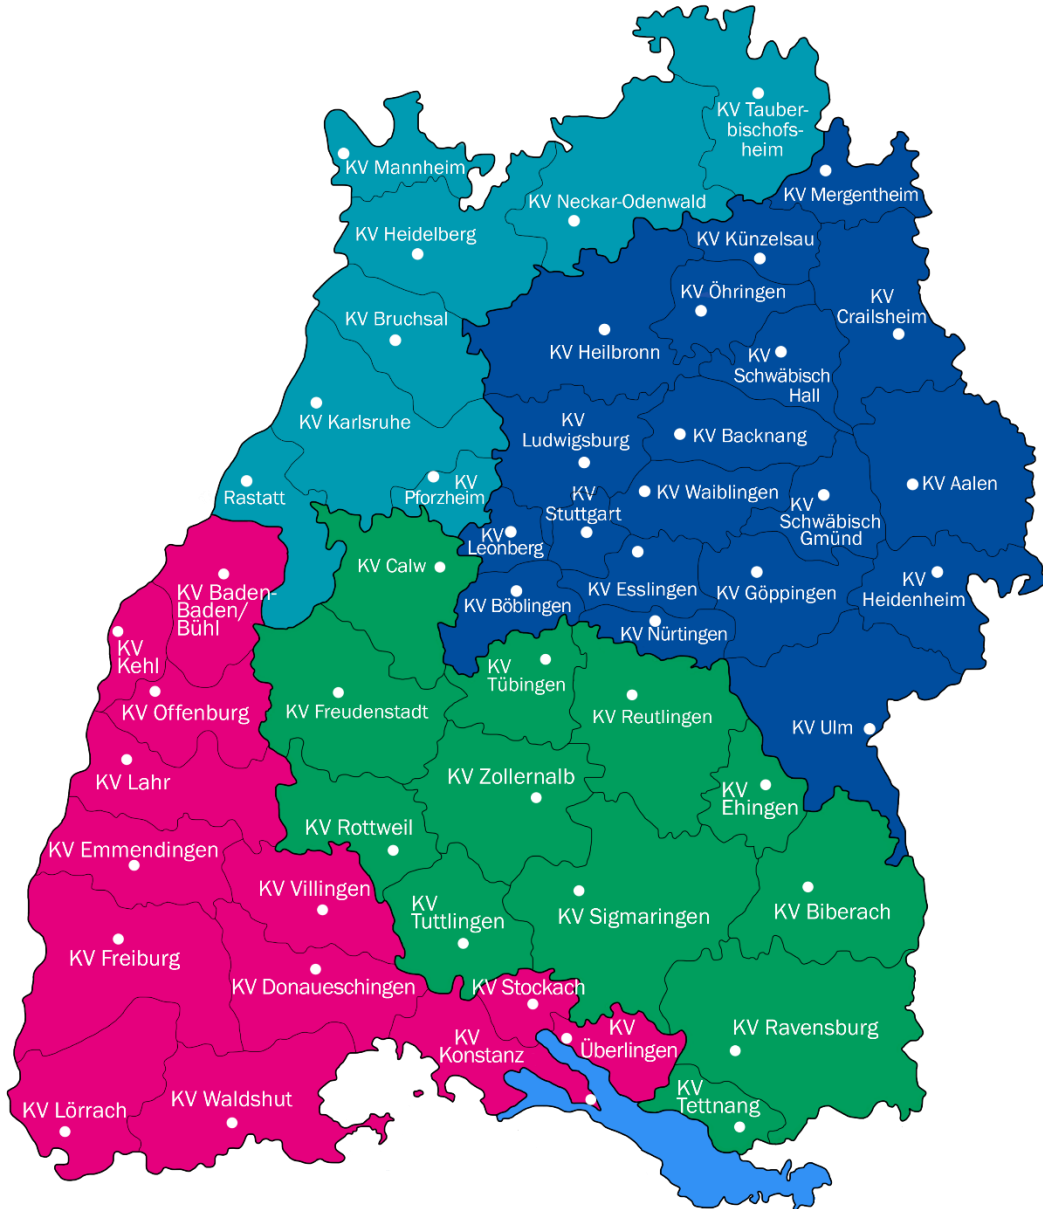 KV Tauber-
bischofs-
heim
KV Mannheim
KV Mergentheim
KV Neckar-Odenwald
KV Heidelberg
KV Künzelsau
KV Öhringen
KV
Crailsheim
KV Bruchsal
KV Heilbronn
KV
Schwäbisch
Hall
KV Karlsruhe
KV
Ludwigsburg
KV Backnang
KV
Pforzheim
Rastatt
KV
Stuttgart
KV Waiblingen
KV
Schwäbisch
Gmünd
KV Aalen
KV
Leonberg
KV Calw
KV Baden-
Baden/
Bühl
KV Böblingen
KV Esslingen
KV Göppingen
KV
Heidenheim
KV
Kehl
KV Nürtingen
KV
Tübingen
KV Offenburg
KV Freudenstadt
KV Reutlingen
KV Ulm
KV Lahr
KV Zollernalb
KV
Ehingen
KV Rottweil
KV Emmendingen
KV Villingen
KV
Tuttlingen
KV Sigmaringen
KV Biberach
KV Freiburg
KV Donaueschingen
KV Stockach
KV
Konstanz
KV
Überlingen
KV Ravensburg
KV Lörrach
KV Waldshut
KV
Tettnang